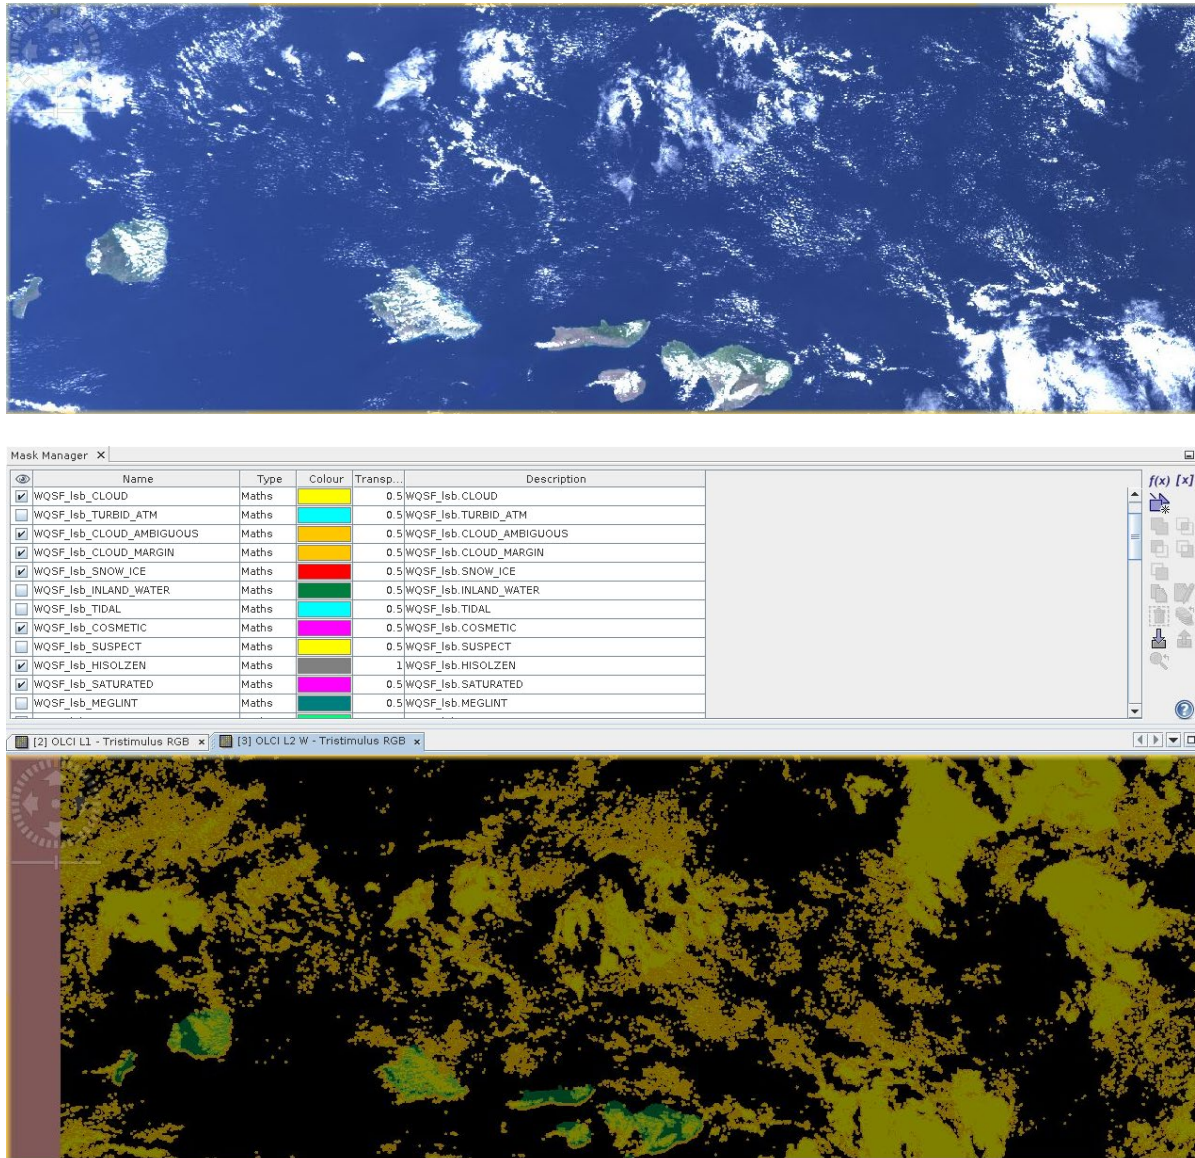 Mask Manager X
Name Type Colour Transp... Description
WQSF_lsb_CLOUD Maths 0.5 WQSF_lsb.CLOUD
WQSF_lsb_TURBID_ATM Maths 0.5 WQSF_lsb.TURBID_ATM
WQSF_lsb_CLOUD_AMBIGUOUS Maths 0.5 WQSF_lsb.CLOUD_AMBIGUOUS
WQSF_lsb_CLOUD_MARGIN Maths 0.5 WQSF_lsb.CLOUD_MARGIN
WQSF_lsb_SNOW_ICE Maths 0.5 WQSF_lsb.SNOW_ICE
WQSF_lsb_INLAND_WATER Maths 0.5 WQSF_lsb.INLAND_WATER
WQSF_lsb_TIDAL Maths 0.5 WQSF_lsb.TIDAL
WQSF_lsb_COSMETIC Maths 0.5 WQSF_lsb.COSMETIC
WQSF_lsb_SUSPECT Maths 0.5 WQSF_lsb.SUSPECT
WQSF_lsb_HISOLZEN Maths 1 WQSF_lsb.HISOLZEN
WQSF_lsb_SATURATED Maths 0.5 WQSF_lsb.SATURATED
WQSF_lsb_MEGLINT Maths 0.5 WQSF_lsb.MEGLINT
f(x) [x]
?
[2] OLCI L1 - Tristimulus RGB x [3] OLCI L2 W - Tristimulus RGB x